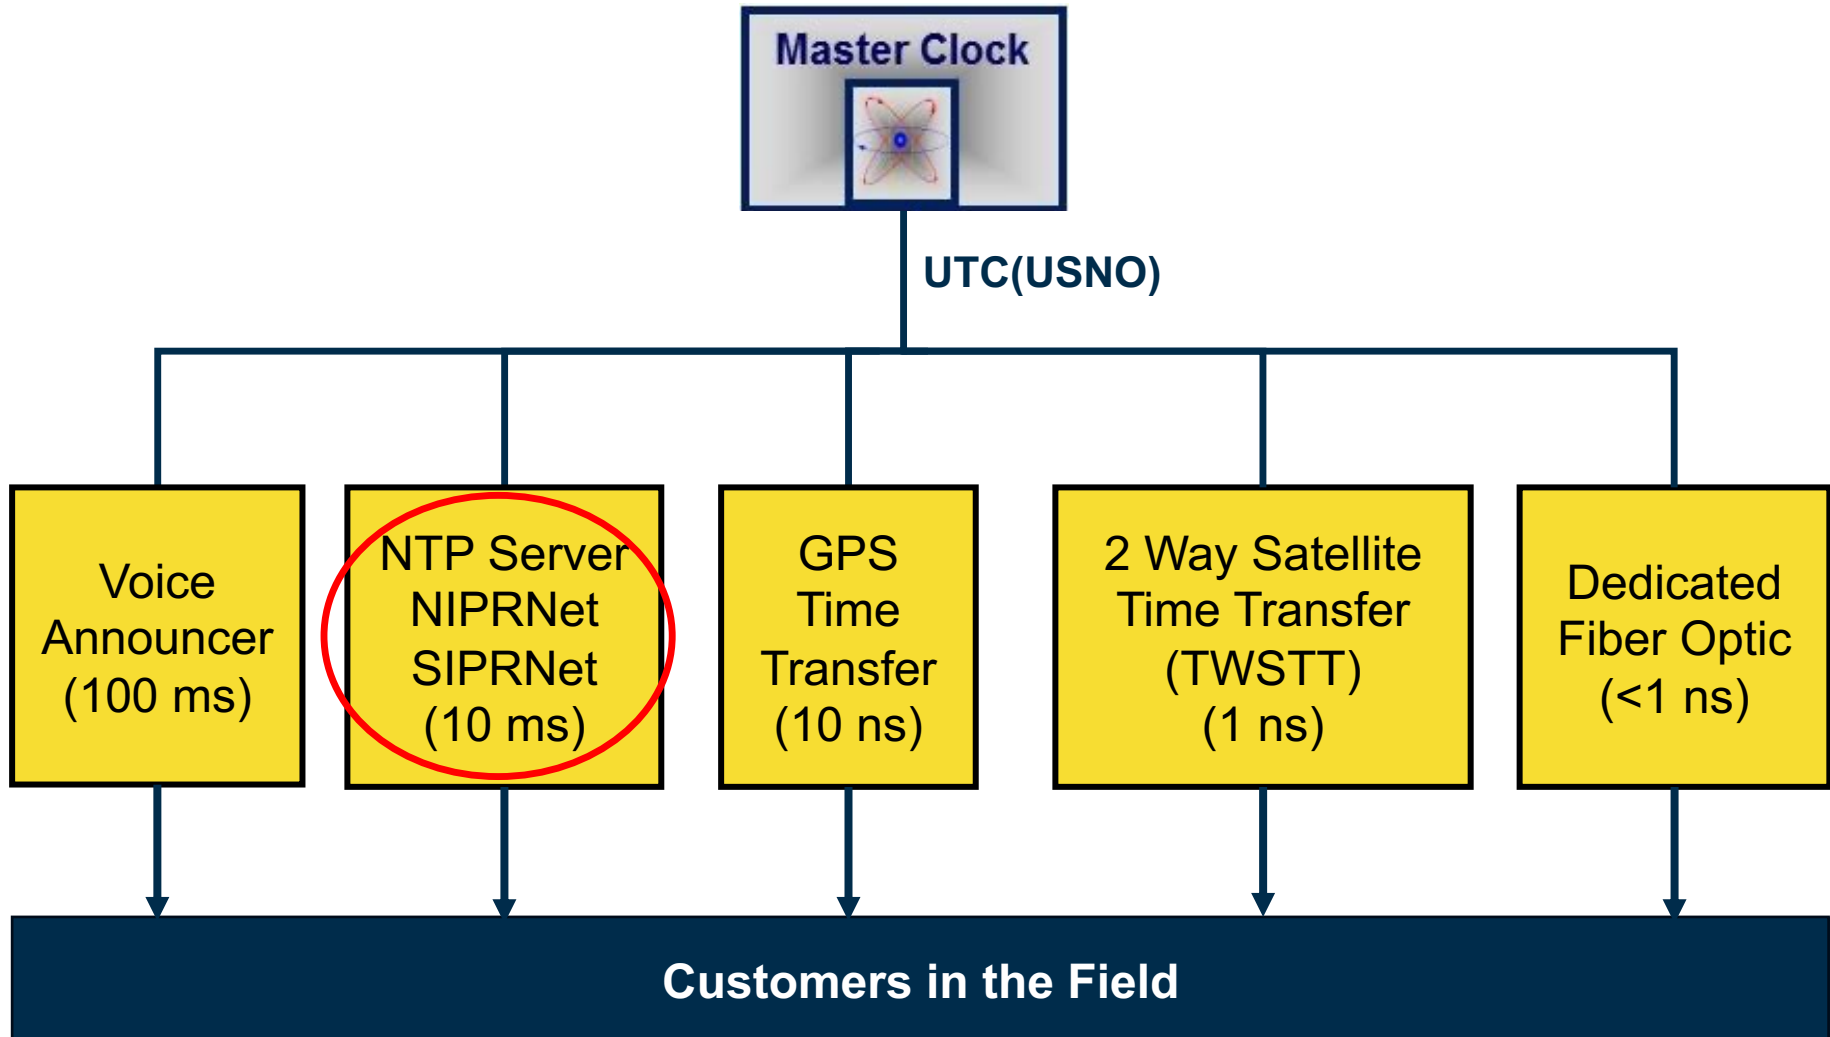 Master Clock
UTC(USNO)
Voice
Announcer
(100 ms)
NTP Server
NIPRNet
SIPRNet
(10 ms)
GPS
Time
Transfer
(10 ns)
2 Way Satellite
Time Transfer
(TWSTT)
(1 ns)
Dedicated
Fiber Optic
(<1 ns)
Customers in the Field